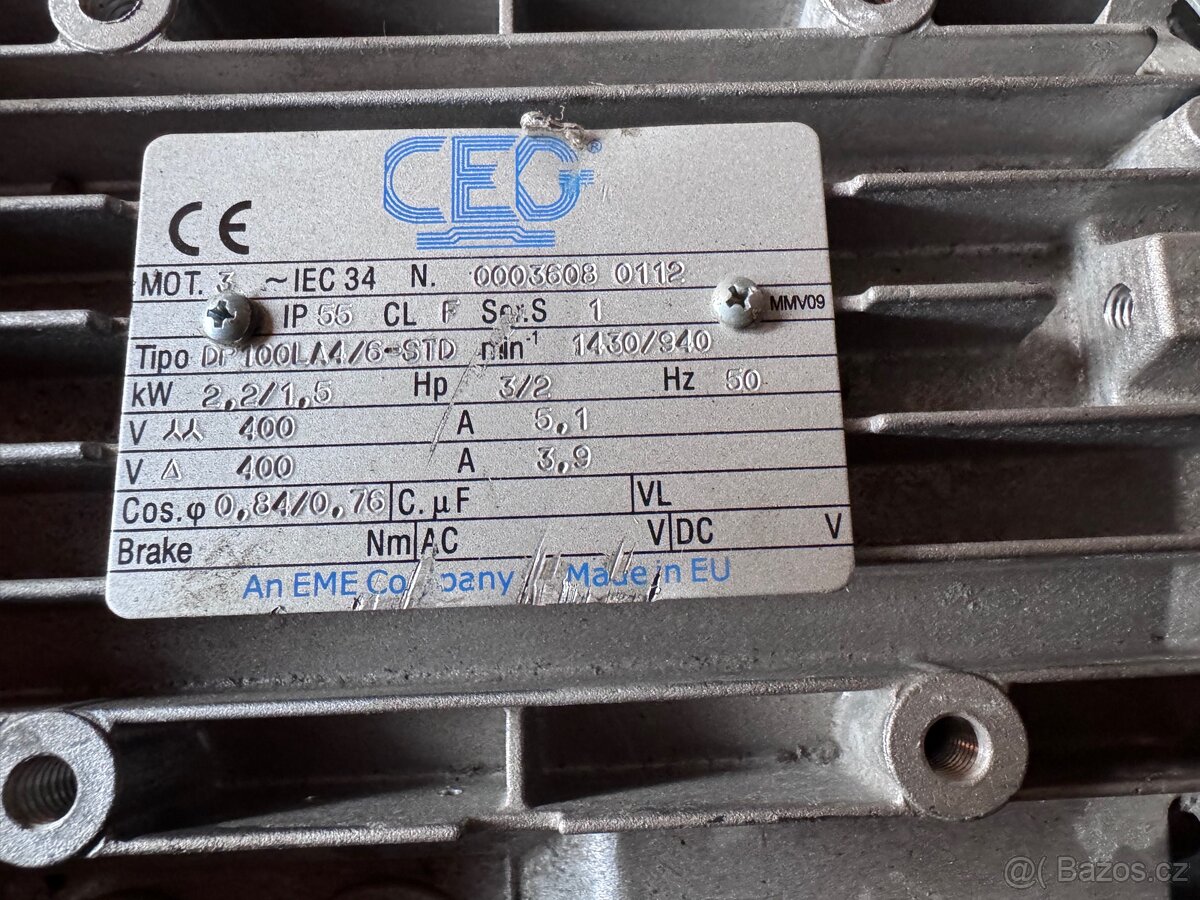 CEG®
CE
MOT. 3 ~ IEC 34 N. 0003608 0112
IP 55 CL F Ser.S 1 MMV09
Tipo DP100LA4/6-STD min-1 1430/940
kW 2,2/1,5 Hp 3/2 Hz 50
V 人人 400 A 5,1
V △ 400 A 3,9
Cos.φ 0,84/0,76 C.μF VL
Brake Nm AC V DC V
An EME Company Made in EU
Bazos.cz